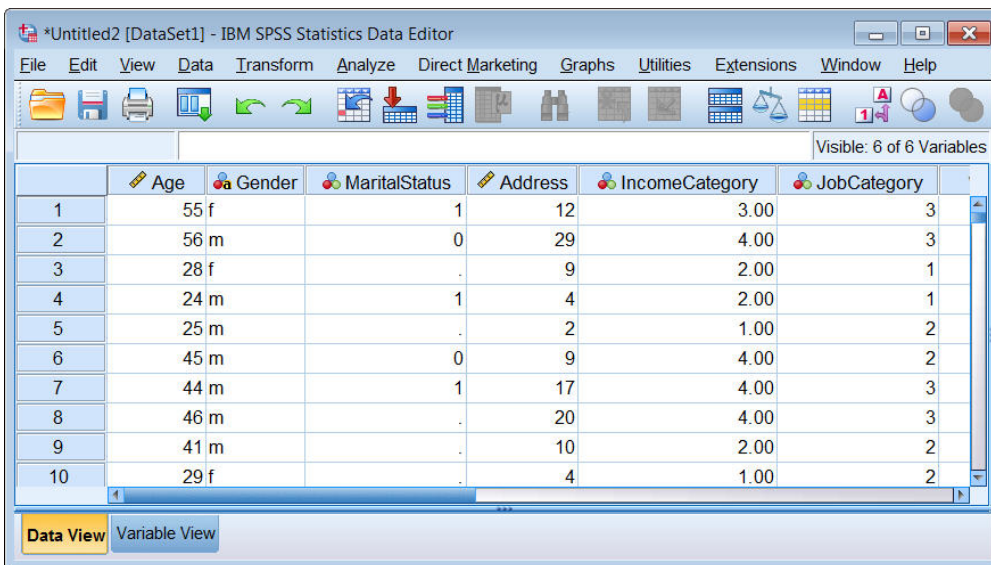 *Untitled2 [DataSet1] - IBM SPSS Statistics Data Editor
File Edit View Data Transform Analyze Direct Marketing Graphs Utilities Extensions Window Help
Visible: 6 of 6 Variables
Age Gender MaritalStatus Address IncomeCategory JobCategory
1 55 f 1 12 3.00 3
2 56 m 0 29 4.00 3
3 28 f . 9 2.00 1
4 24 m 1 4 2.00 1
5 25 m . 2 1.00 2
6 45 m 0 9 4.00 2
7 44 m 1 17 4.00 3
8 46 m . 20 4.00 3
9 41 m . 10 2.00 2
10 29 f . 4 1.00 2
Data View Variable View